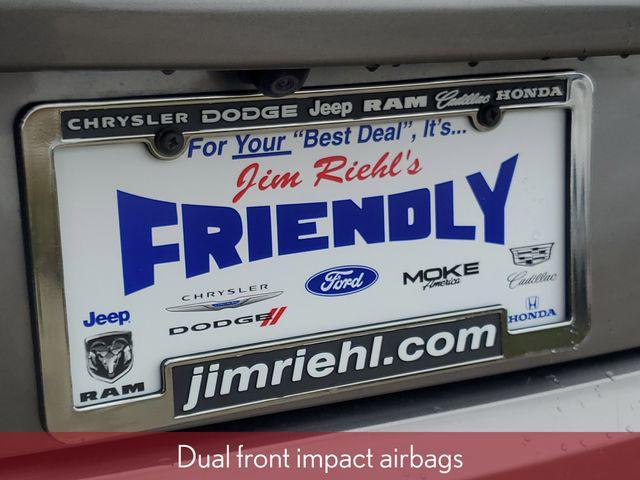 CHRYSLER DODGE Jeep RAM Cadillac HONDA
For Your "Best Deal", It's...
Jim Riehl's
FRIENDLY
Jeep
RAM
CHRYSLER
DODGE
Ford
MOKE
America
Cadillac
HONDA
jimriehl.com
Dual front impact airbags